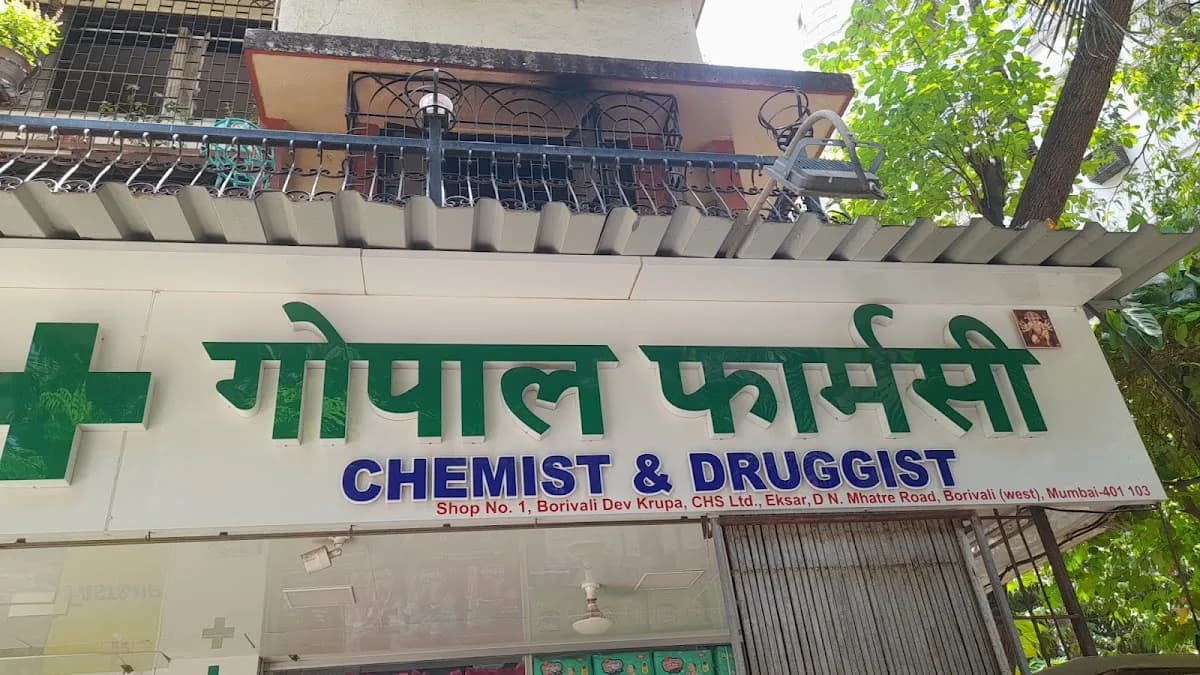 गोपाल फार्मसी
CHEMIST & DRUGGIST
Shop No. 1, Borivali Dev Krupa, CHS Ltd., Eksar, D N. Mhatre Road, Borivali (west), Mumbai-401 103